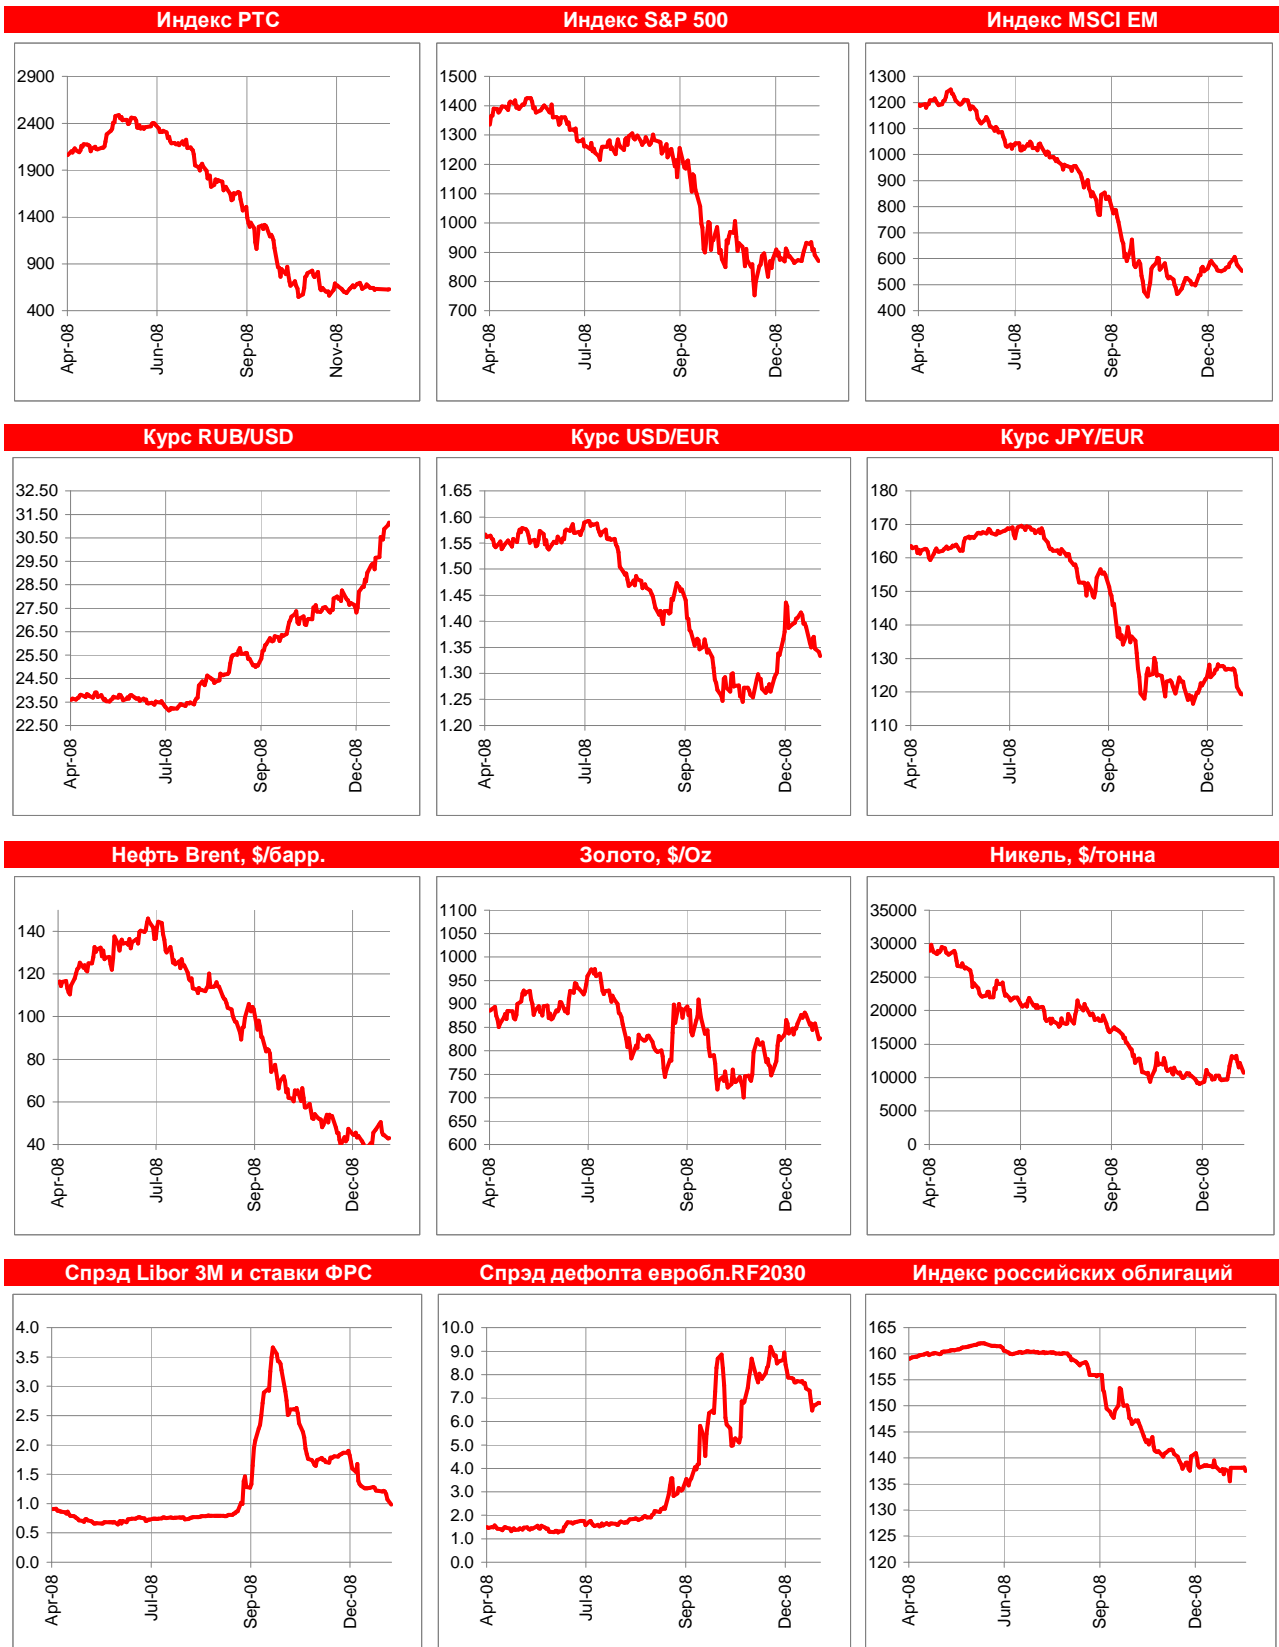 Индекс РТС
Индекс S&P 500
Индекс MSCI EM
2900
2400
1900
1400
900
400
Apr-08
Jun-08
Sep-08
Nov-08
1500
1400
1300
1200
1100
1000
900
800
700
Apr-08
Jul-08
Sep-08
Dec-08
1300
1200
1100
1000
900
800
700
600
500
400
Apr-08
Jul-08
Sep-08
Dec-08
Курс RUB/USD
Курс USD/EUR
Курс JPY/EUR
32.50
31.50
30.50
29.50
28.50
27.50
26.50
25.50
24.50
23.50
22.50
Apr-08
Jul-08
Sep-08
Dec-08
1.65
1.60
1.55
1.50
1.45
1.40
1.35
1.30
1.25
1.20
Apr-08
Jul-08
Sep-08
Dec-08
180
170
160
150
140
130
120
110
Apr-08
Jul-08
Sep-08
Dec-08
Нефть Brent, $/барр.
Золото, $/Oz
Никель, $/тонна
140
120
100
80
60
40
Apr-08
Jul-08
Sep-08
Dec-08
1100
1050
1000
950
900
850
800
750
700
650
600
Apr-08
Jul-08
Sep-08
Dec-08
35000
30000
25000
20000
15000
10000
5000
0
Apr-08
Jul-08
Sep-08
Dec-08
Спрэд Libor 3M и ставки ФРС
Спрэд дефолта евробл.RF2030
Индекс российских облигаций
4.0
3.5
3.0
2.5
2.0
1.5
1.0
0.5
0.0
Apr-08
Jul-08
Sep-08
Dec-08
10.0
9.0
8.0
7.0
6.0
5.0
4.0
3.0
2.0
1.0
0.0
Apr-08
Jul-08
Sep-08
Dec-08
165
160
155
150
145
140
135
130
125
120
Apr-08
Jun-08
Sep-08
Dec-08